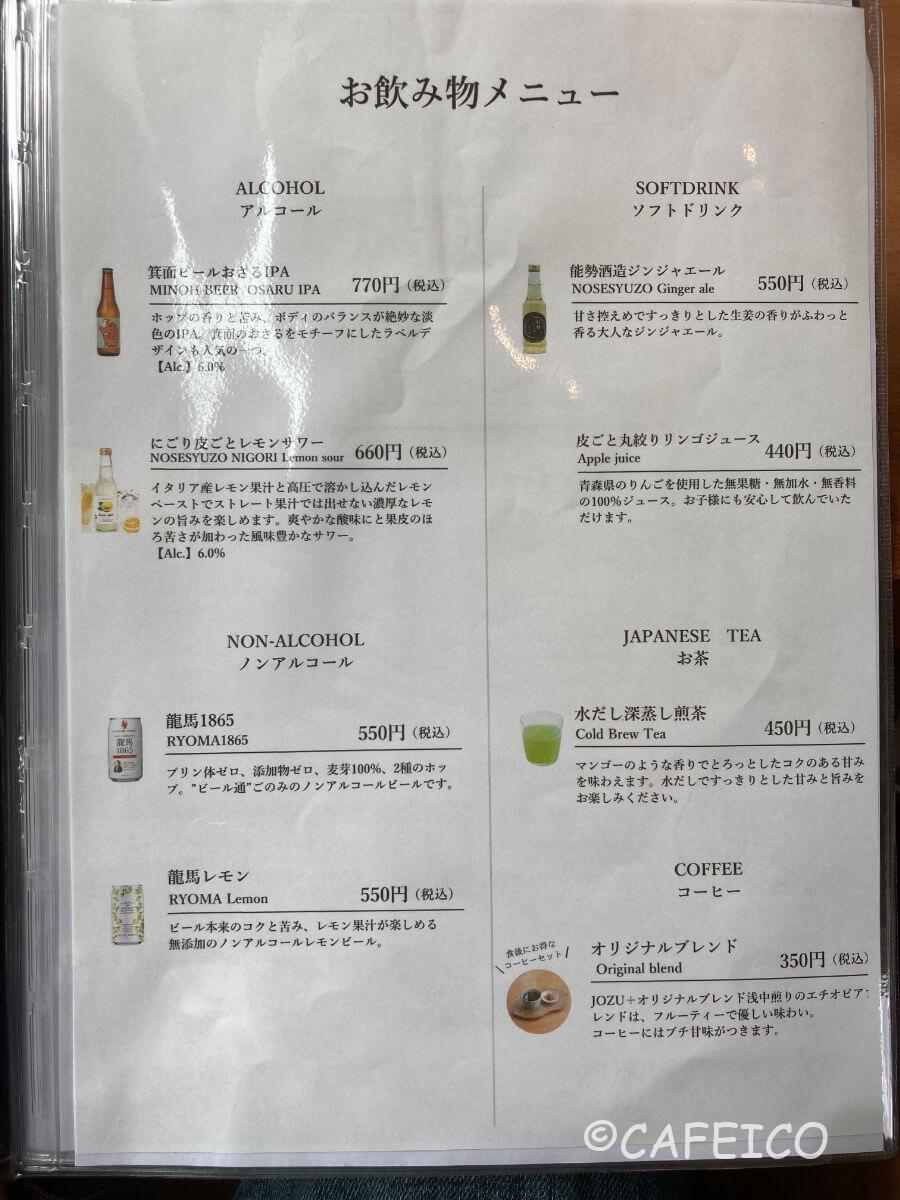 お飲み物メニュー
ALCOHOL
アルコール
箕面ビールおさるIPA
MINOH BEER OSARU IPA 770円（税込）
ホップの香りと苦み、ボディのバランスが絶妙な淡
色のIPA。箕面のおさるをモチーフにしたラベルデ
ザインも人気の一つ。
【Alc.】6.0%
にごり皮ごとレモンサワー
NOSESYUZO NIGORI Lemon sour 660円（税込）
イタリア産レモン果汁と高圧で溶かし込んだレモン
ペーストでストレート果汁では出せない濃厚なレモ
ンの旨みを楽しめます。爽やかな酸味にと果皮のほ
ろ苦さが加わった風味豊かなサワー。
【Alc.】6.0%
NON-ALCOHOL
ノンアルコール
龍馬1865
RYOMA1865 550円（税込）
プリン体ゼロ、添加物ゼロ、麦芽100%、2種のホッ
プ。"ビール通"ごのみのノンアルコールビールです。
龍馬
1865
龍馬レモン
RYOMA Lemon 550円（税込）
ビール本来のコクと苦み、レモン果汁が楽しめる
無添加のノンアルコールレモンビール。
SOFTDRINK
ソフトドリンク
能勢酒造ジンジャエール
NOSESYUZO Ginger ale 550円（税込）
甘さ控えめですっきりとした生姜の香りがふわっと
香る大人なジンジャエール。
皮ごと丸絞りリンゴジュース
Apple juice 440円（税込）
青森県のりんごを使用した無果糖・無加水・無香料
の100%ジュース。お子様にも安心して飲んでいた
だけます。
JAPANESE TEA
お茶
水だし深蒸し煎茶
Cold Brew Tea 450円（税込）
マンゴーのような香りでとろっとしたコクのある甘み
を味わえます。水だしですっきりとした甘みと旨みを
お楽しみください。
COFFEE
コーヒー
食後にお得な
コーヒーセット
オリジナルブレンド
Original blend 350円（税込）
JOZU＋オリジナルブレンド浅中煎りのエチオピア
レンドは、フルーティーで優しい味わい。
コーヒーにはプチ甘味がつきます。
©CAFEICO